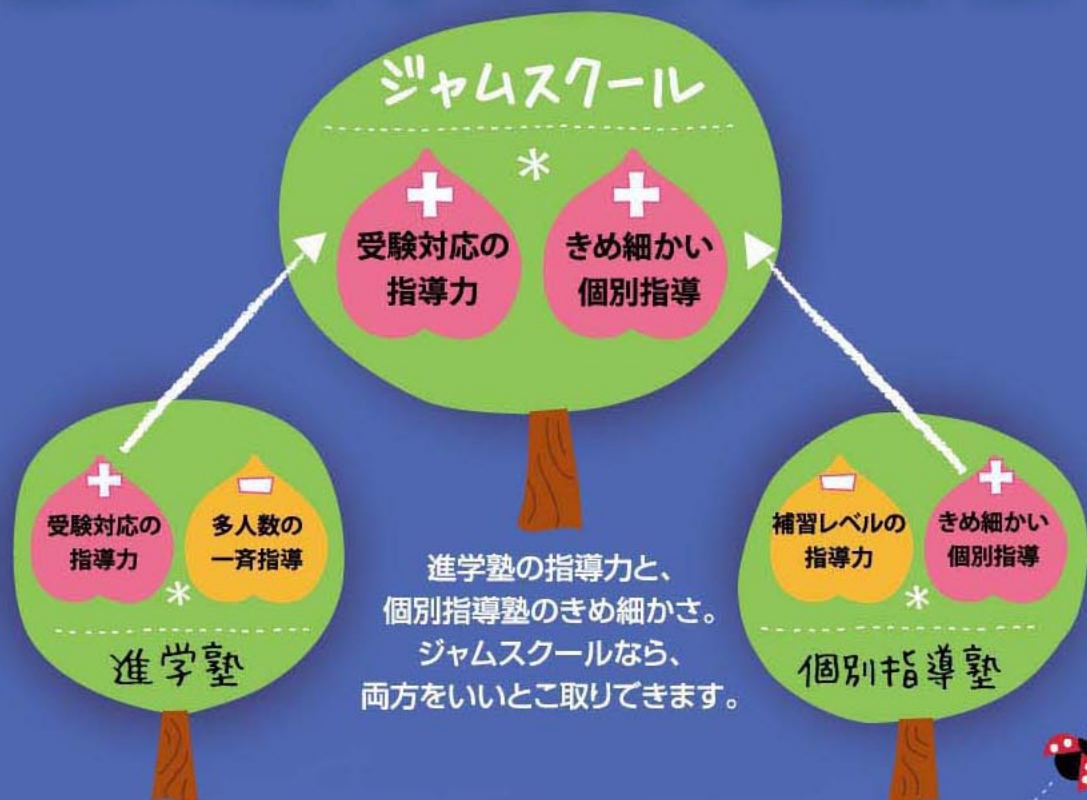 ジャムスクール
受験対応の
指導力
きめ細かい
個別指導
受験対応の
指導力
多人数の
一斉指導
進学塾
進学塾の指導力と、
個別指導塾のきめ細かさ。
ジャムスクールなら、
両方をいいとこ取りできます。
補習レベルの
指導力
きめ細かい
個別指導
個別指導塾